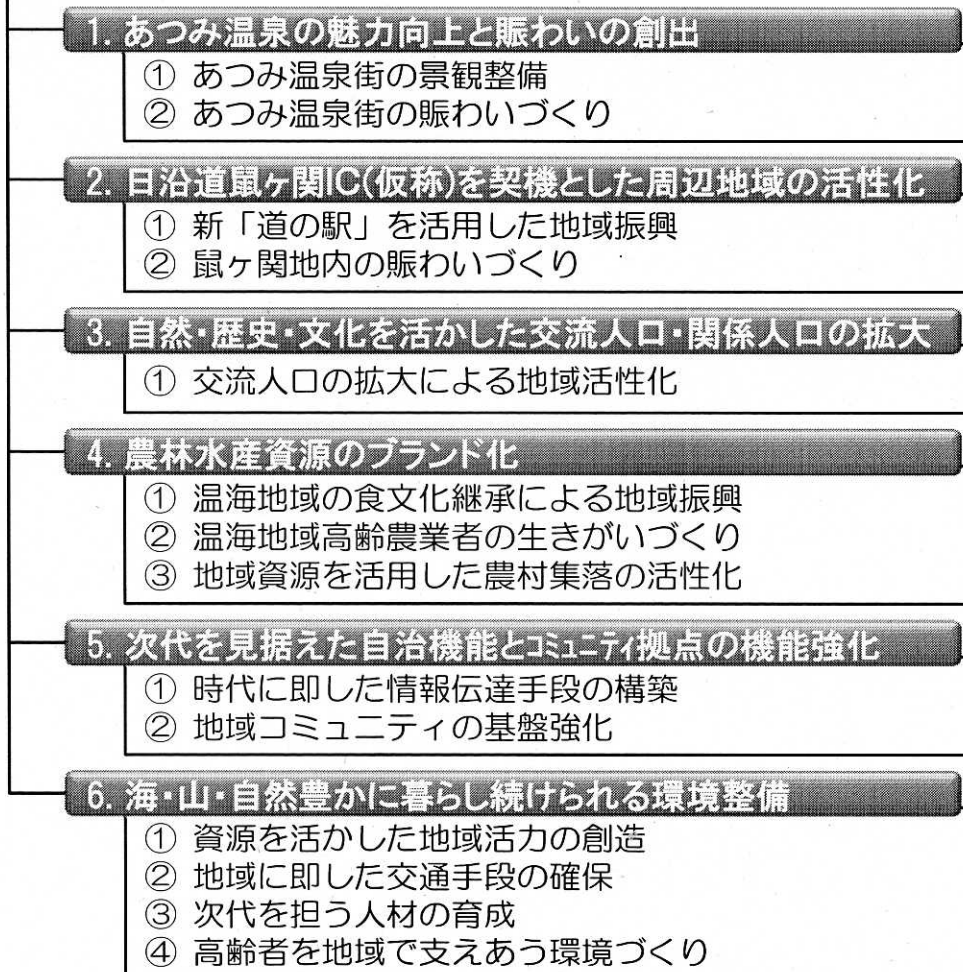 1. あつみ温泉の魅力向上と賑わいの創出
① あつみ温泉街の景観整備
② あつみ温泉街の賑わいづくり
2. 日沿道鼠ヶ関IC(仮称)を契機とした周辺地域の活性化
① 新「道の駅」を活用した地域振興
② 鼠ヶ関地内の賑わいづくり
3. 自然・歴史・文化を活かした交流人口・関係人口の拡大
① 交流人口の拡大による地域活性化
4. 農林水産資源のブランド化
① 温海地域の食文化継承による地域振興
② 温海地域高齢農業者の生きがいづくり
③ 地域資源を活用した農村集落の活性化
5. 次代を見据えた自治機能とｺﾐｭﾆﾃｨ拠点の機能強化
① 時代に即した情報伝達手段の構築
② 地域コミュニティの基盤強化
6. 海・山・自然豊かに暮らし続けられる環境整備
① 資源を活かした地域活力の創造
② 地域に即した交通手段の確保
③ 次代を担う人材の育成
④ 高齢者を地域で支えあう環境づくり